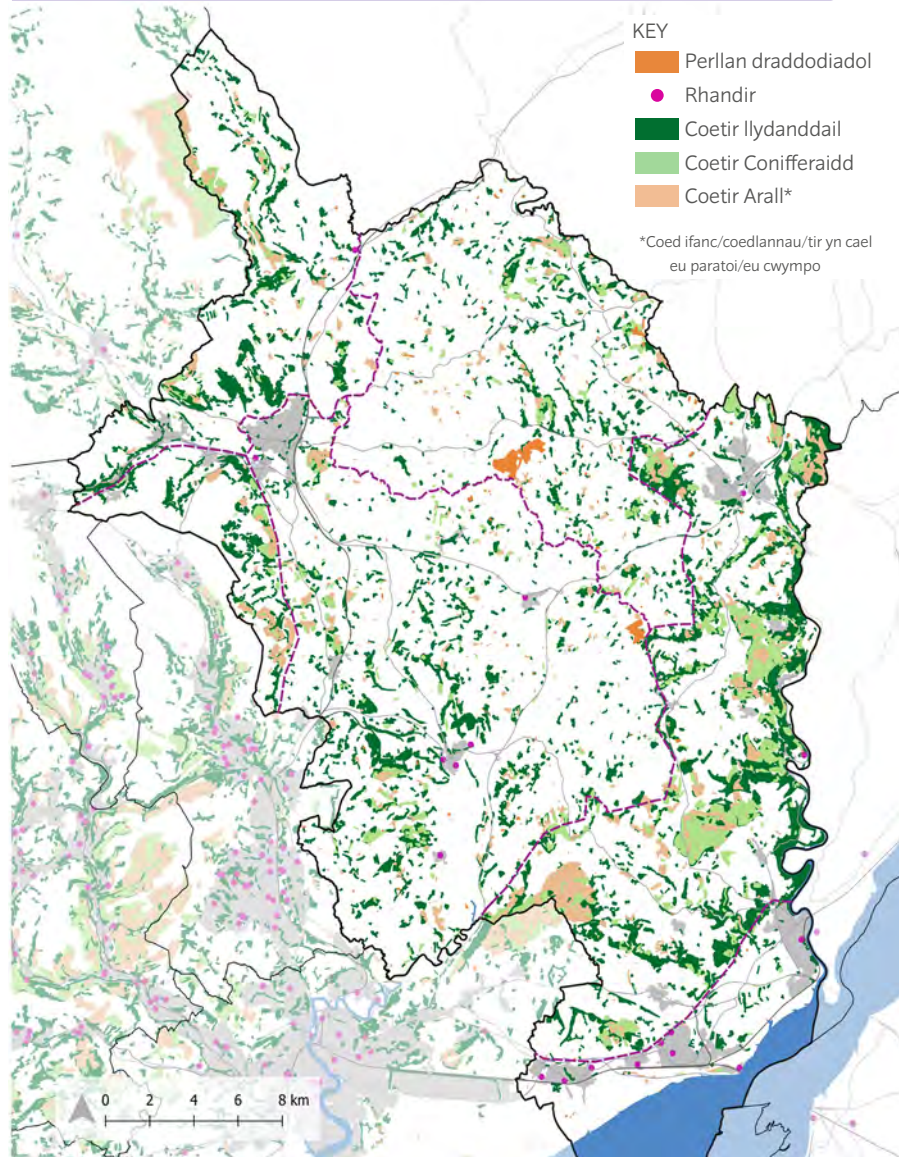 KEY
Perllan draddodiadol
Rhandir
Coetir llydanddail
Coetir Conifferaidd
Coetir Arall*
*Coed ifanc/coedlannau/tir yn cael
eu paratoi/eu cwympo
0 2 4 6 8 km